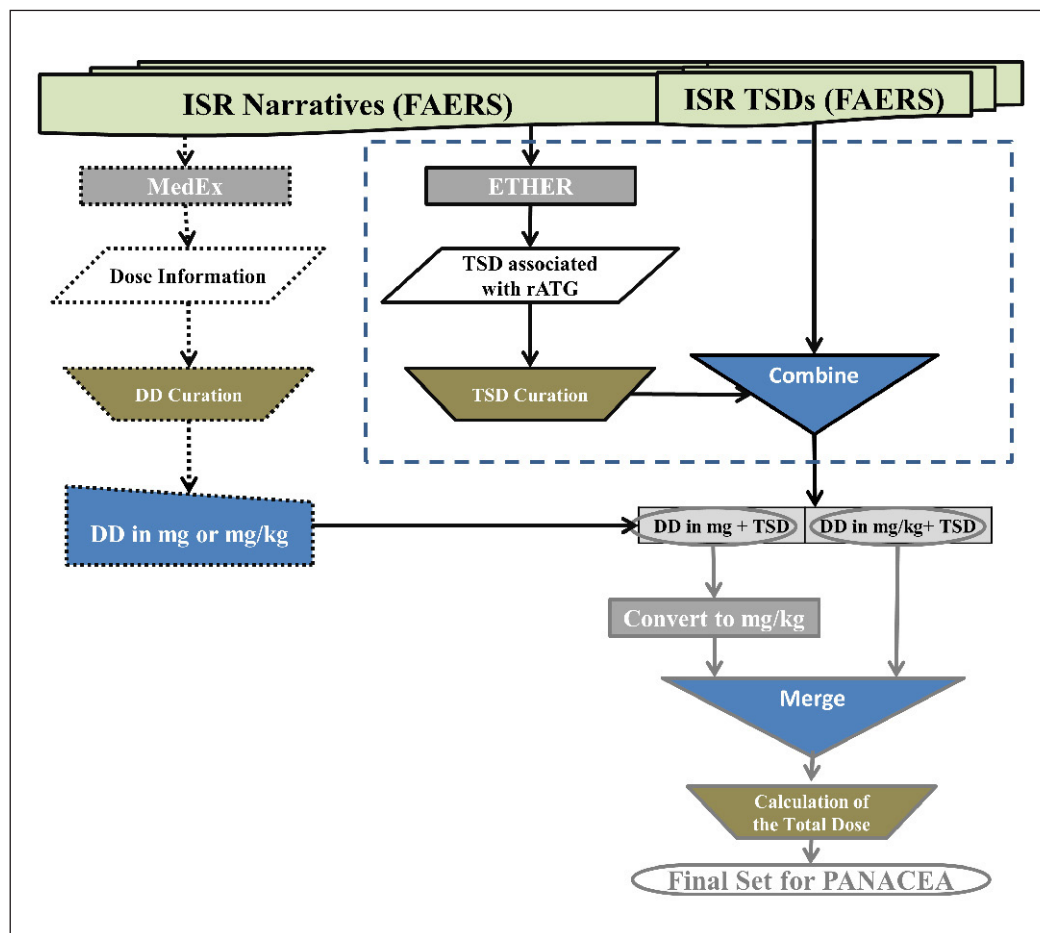 ISR Narratives (FAERS)
ISR TSDs (FAERS)
MedEx
ETHER
Dose Information
TSD associated
with rATG
DD Curation
TSD Curation
Combine
DD in mg or mg/kg
DD in mg + TSD
DD in mg/kg+ TSD
Convert to mg/kg
Merge
Calculation of
the Total Dose
Final Set for PANACEA